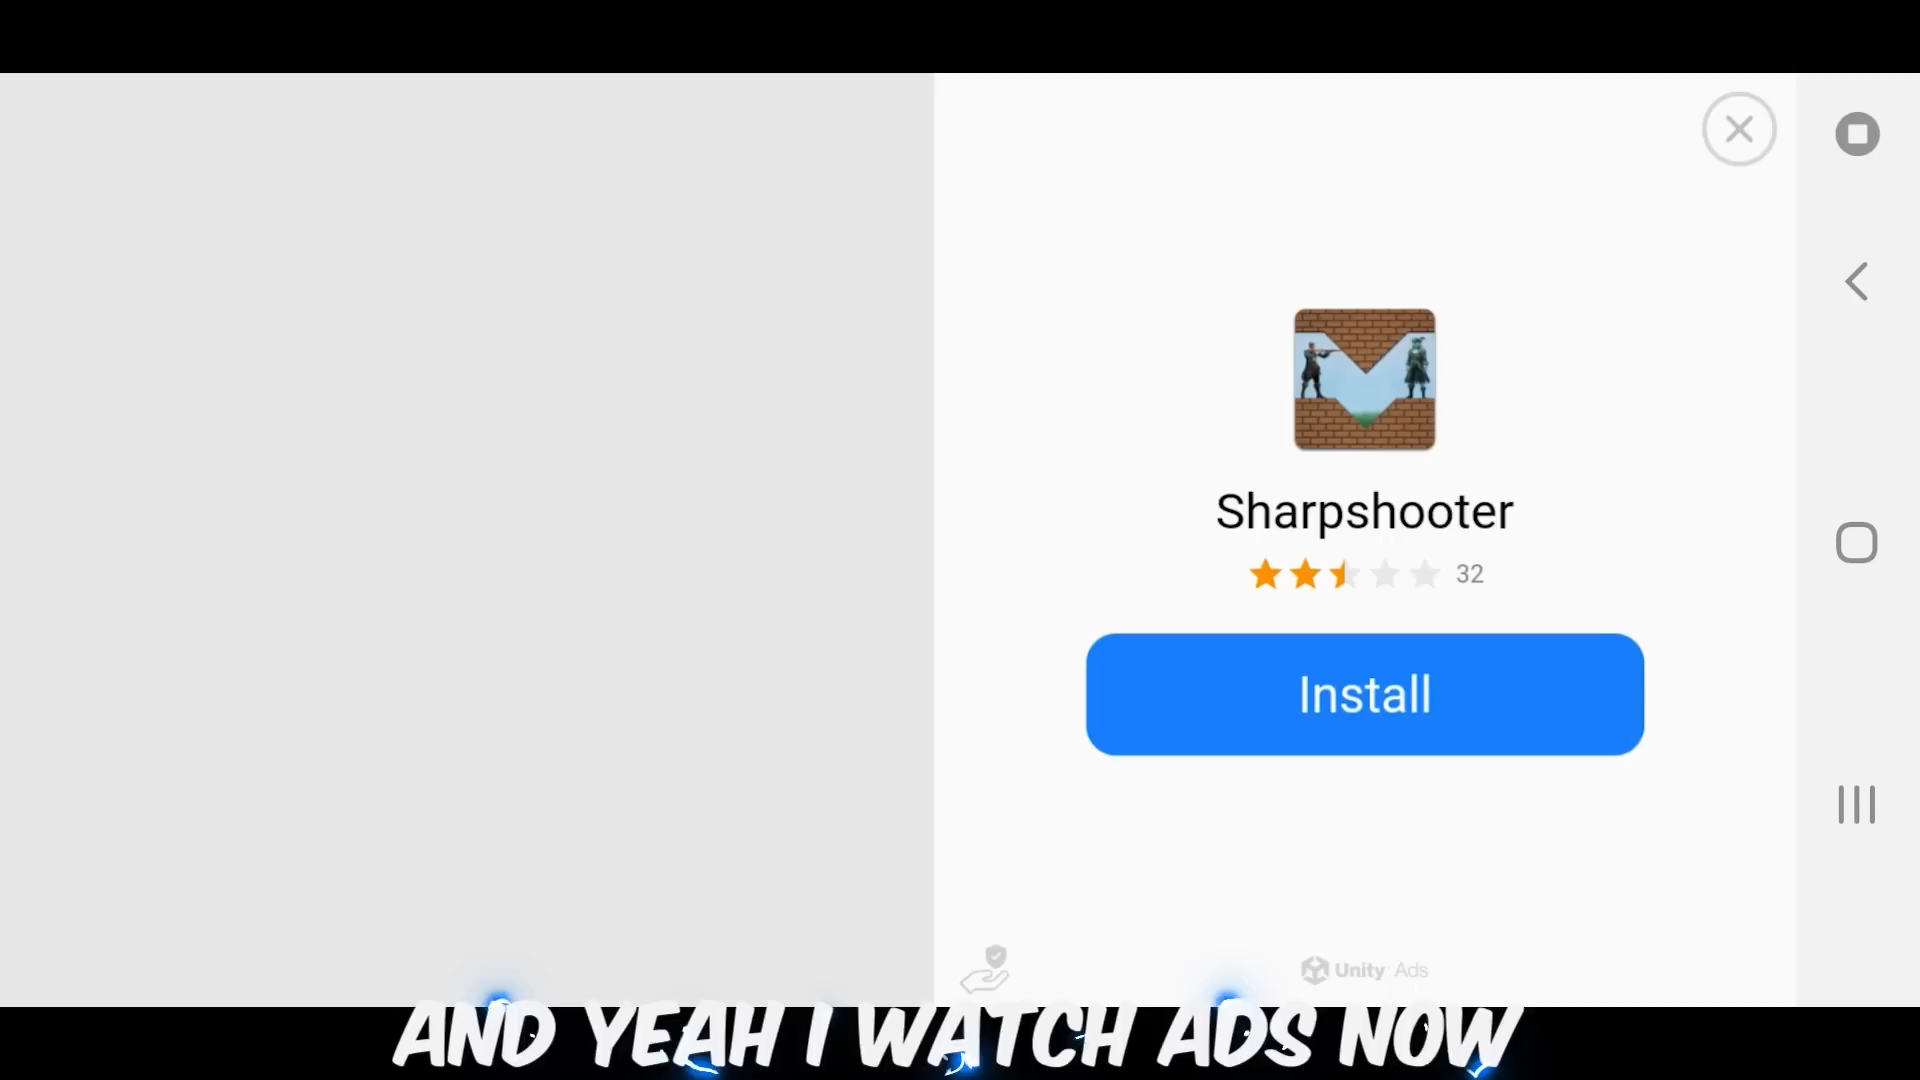 Sharpshooter
32
Install
Unity Ads
AND YEAH I WATCH ADS NOW